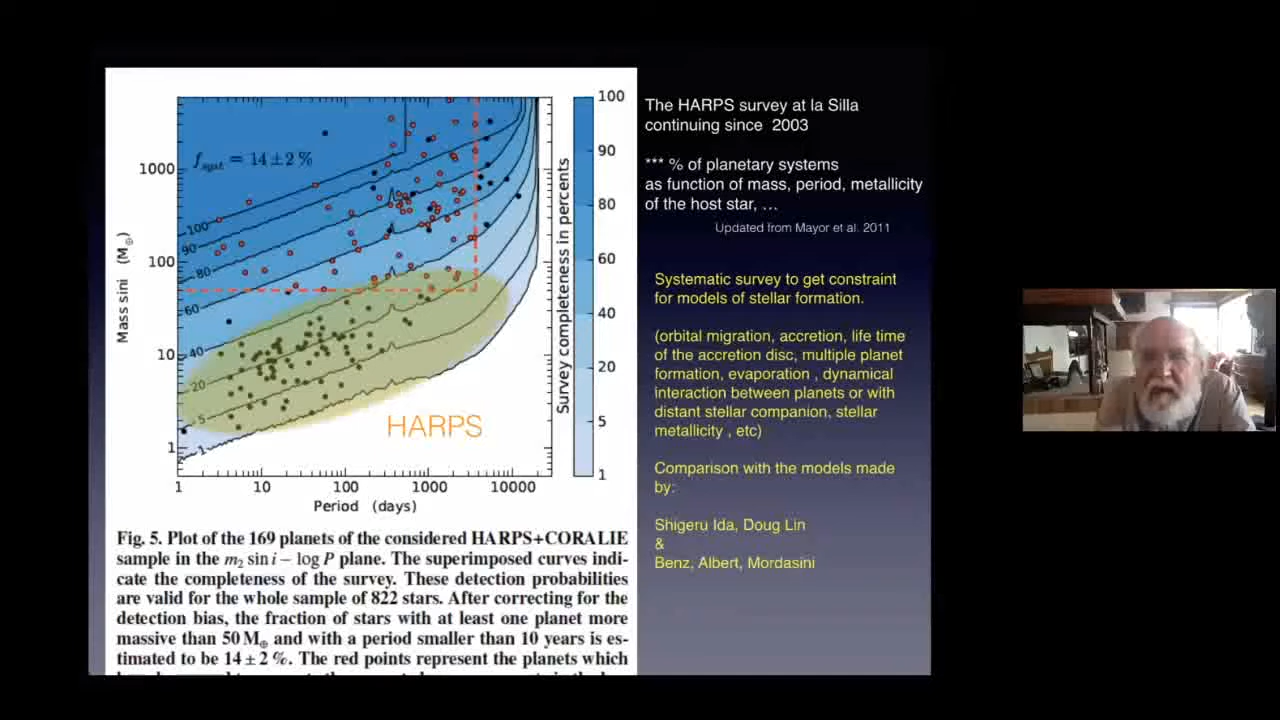 f_syst = 14 ± 2 %
1000
100
10
1
Mass sini (M⊕)
100
90
80
60
40
20
5
1
2
HARPS
1
10
100
1000
10000
Period (days)
100
90
80
60
40
20
5
1
Survey completeness in percents
Fig. 5. Plot of the 169 planets of the considered HARPS+CORALIE
sample in the m₂ sin i − log P plane. The superimposed curves indi-
cate the completeness of the survey. These detection probabilities
are valid for the whole sample of 822 stars. After correcting for the
detection bias, the fraction of stars with at least one planet more
massive than 50 M⊕ and with a period smaller than 10 years is es-
timated to be 14 ± 2 %. The red points represent the planets which
The HARPS survey at la Silla
continuing since 2003
*** % of planetary systems
as function of mass, period, metallicity
of the host star, …
Updated from Mayor et al. 2011
Systematic survey to get constraint
for models of stellar formation.
(orbital migration, accretion, life time
of the accretion disc, multiple planet
formation, evaporation , dynamical
interaction between planets or with
distant stellar companion, stellar
metallicity , etc)
Comparison with the models made
by:
Shigeru Ida, Doug Lin
&
Benz, Albert, Mordasini